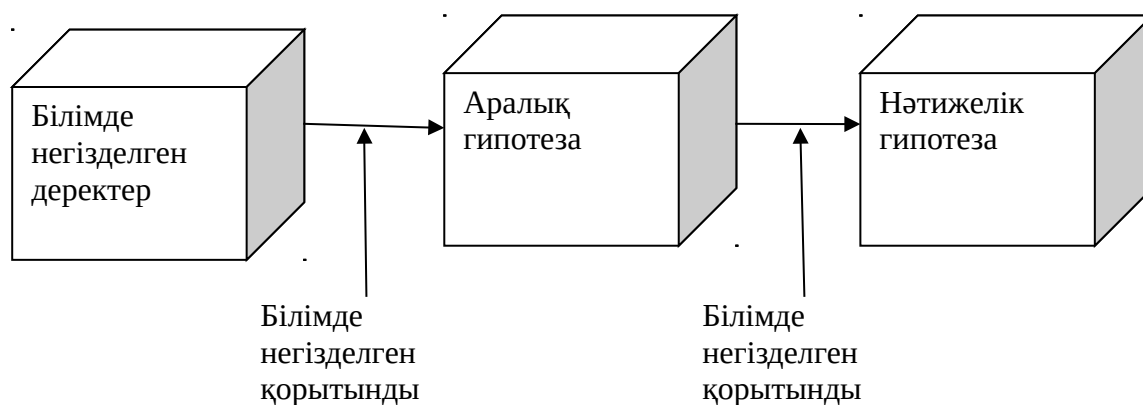 Білімде
негізделген
деректер
Аралық
гипотеза
Нәтижелік
гипотеза
Білімде
негізделген
қорытынды
Білімде
негізделген
қорытынды